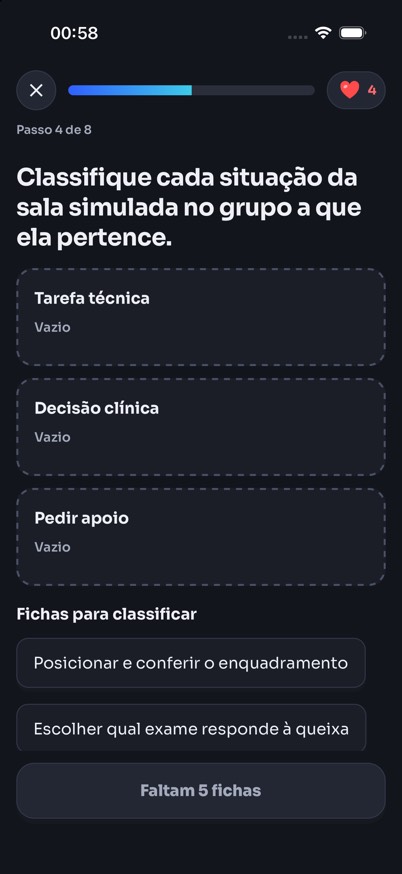 00:58
4
Passo 4 de 8
Classifique cada situação da
sala simulada no grupo a que
ela pertence.
Tarefa técnica
Vazio
Decisão clínica
Vazio
Pedir apoio
Vazio
Fichas para classificar
Posicionar e conferir o enquadramento
Escolher qual exame responde à queixa
Faltam 5 fichas